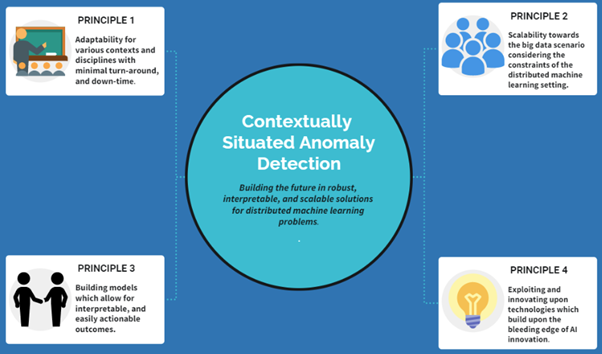 PRINCIPLE 1
Adaptability for
various contexts and
disciplines with
minimal turn-around,
and down-time.
PRINCIPLE 2
Scalability towards
the big data scenario
considering the
constraints of the
distributed machine
learning setting.
Contextually
Situated Anomaly
Detection
Building the future in robust,
interpretable, and scalable solutions
for distributed machine learning
problems.
.
PRINCIPLE 3
Building models
which allow for
interpretable, and
easily actionable
outcomes.
PRINCIPLE 4
Exploiting and
innovating upon
technologies which
build upon the
bleeding edge of AI
innovation.